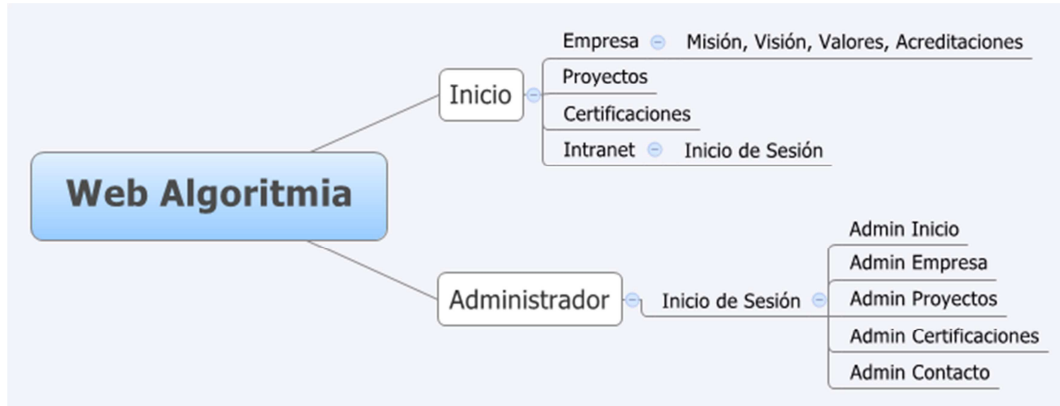 Web Algoritmia
Inicio
Empresa
Misión, Visión, Valores, Acreditaciones
Proyectos
Certificaciones
Intranet
Inicio de Sesión
Administrador
Inicio de Sesión
Admin Inicio
Admin Empresa
Admin Proyectos
Admin Certificaciones
Admin Contacto